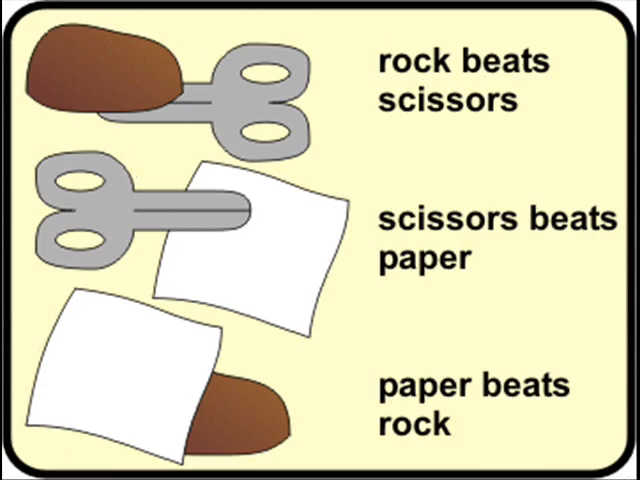 rock beats
scissors
scissors beats
paper
paper beats
rock